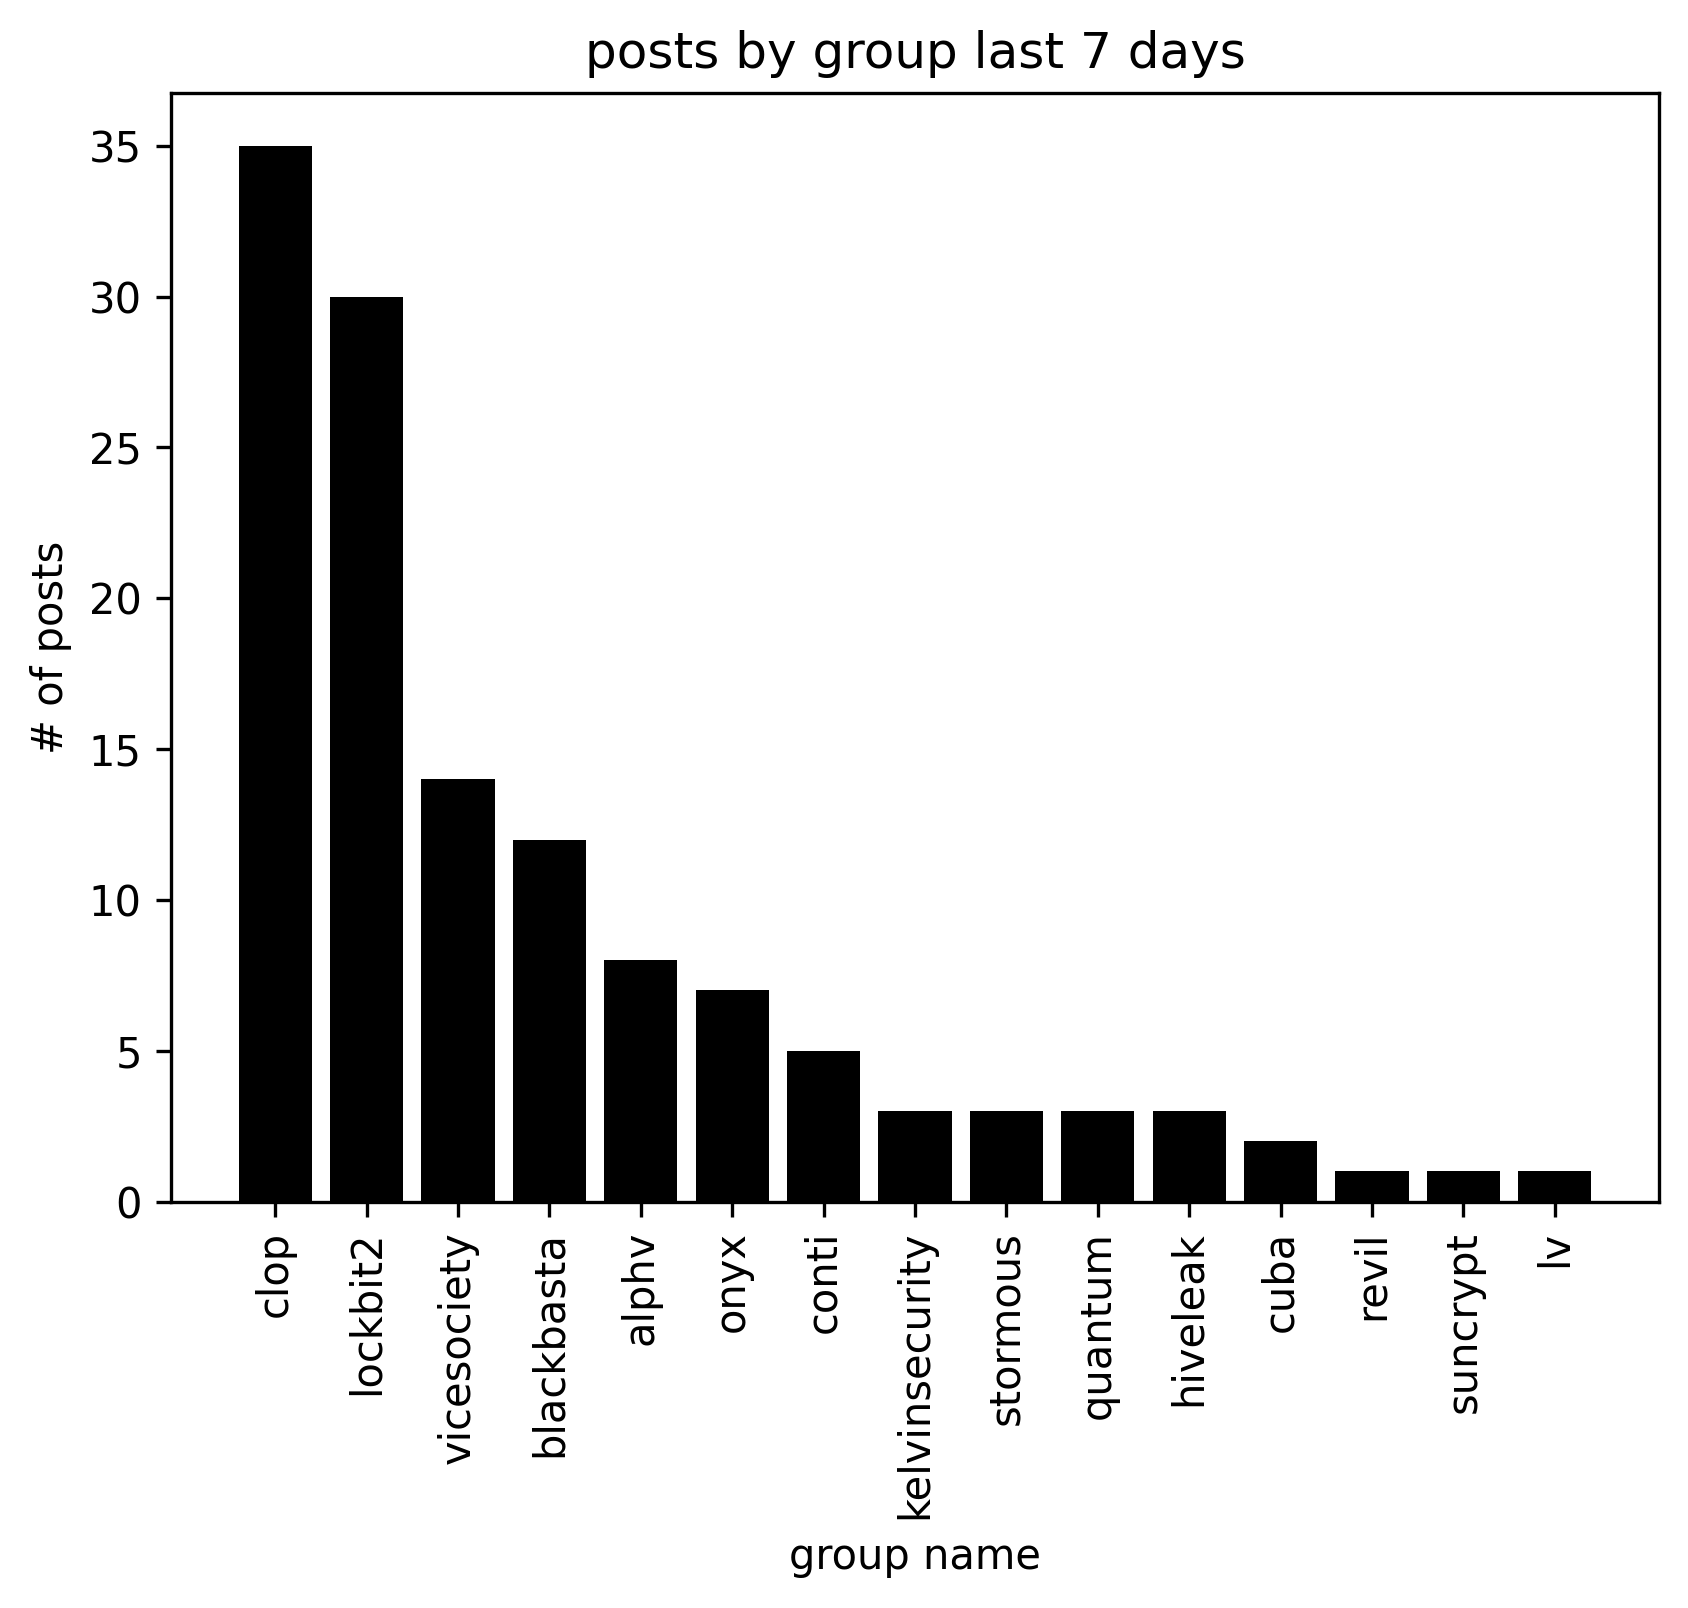 posts by group last 7 days
# of posts
35
30
25
20
15
10
5
0
clop
lockbit2
vicesociety
blackbasta
alphv
onyx
conti
kelvinsecurity
stormous
quantum
hiveleak
cuba
revil
suncrypt
lv
group name